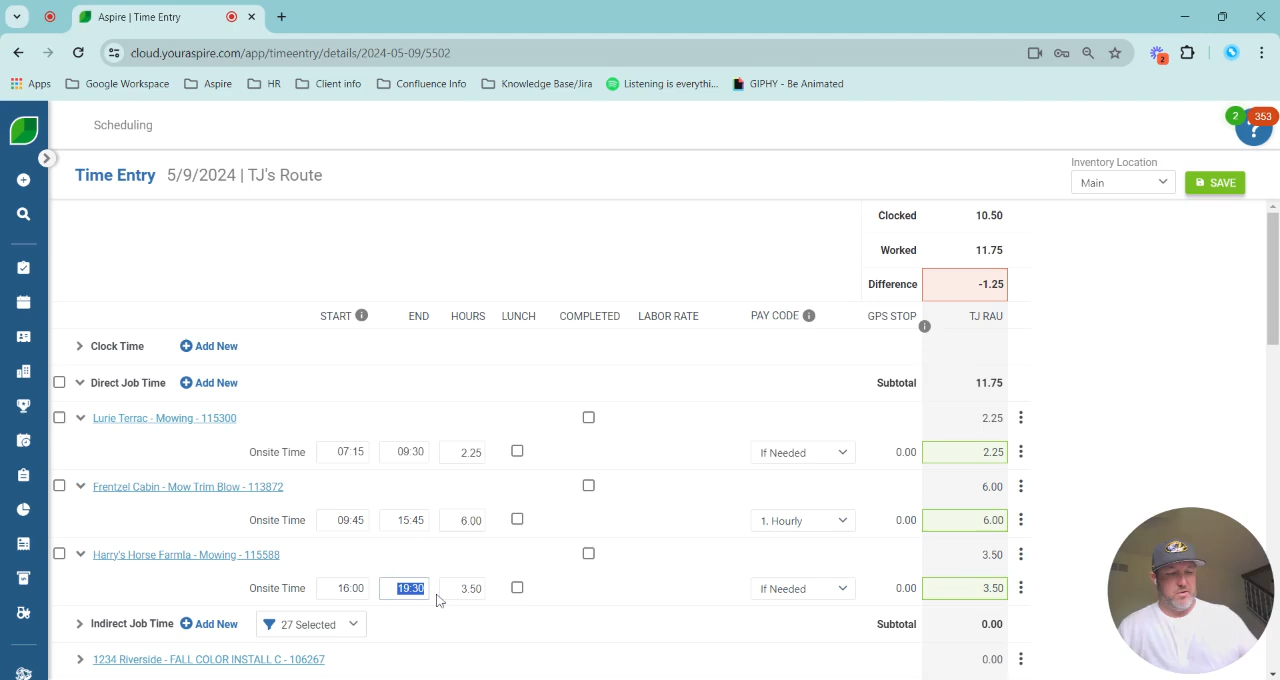 Aspire | Time Entry
cloud.youraspire.com/app/timeentry/details/2024-05-09/5502
2
Apps Google Workspace Aspire HR Client info Confluence Info Knowledge Base/Jira Listening is everythi... GIPHY - Be Animated
Scheduling
2 353
?
Time Entry 5/9/2024 | TJ's Route
Inventory Location
Main
SAVE
Clocked 10.50
Worked 11.75
Difference -1.25
START END HOURS LUNCH COMPLETED LABOR RATE PAY CODE GPS STOP TJ RAU
Clock Time Add New
Direct Job Time Add New Subtotal 11.75
Lurie Terrac - Mowing - 115300 2.25
Onsite Time 07:15 09:30 2.25 If Needed 0.00 2.25
Frentzel Cabin - Mow Trim Blow - 113872 6.00
Onsite Time 09:45 15:45 6.00 1. Hourly 0.00 6.00
Harry's Horse Farmla - Mowing - 115588 3.50
Onsite Time 16:00 19:30 3.50 If Needed 0.00 3.50
Indirect Job Time Add New 27 Selected Subtotal 0.00
1234 Riverside - FALL COLOR INSTALL C - 106267 0.00